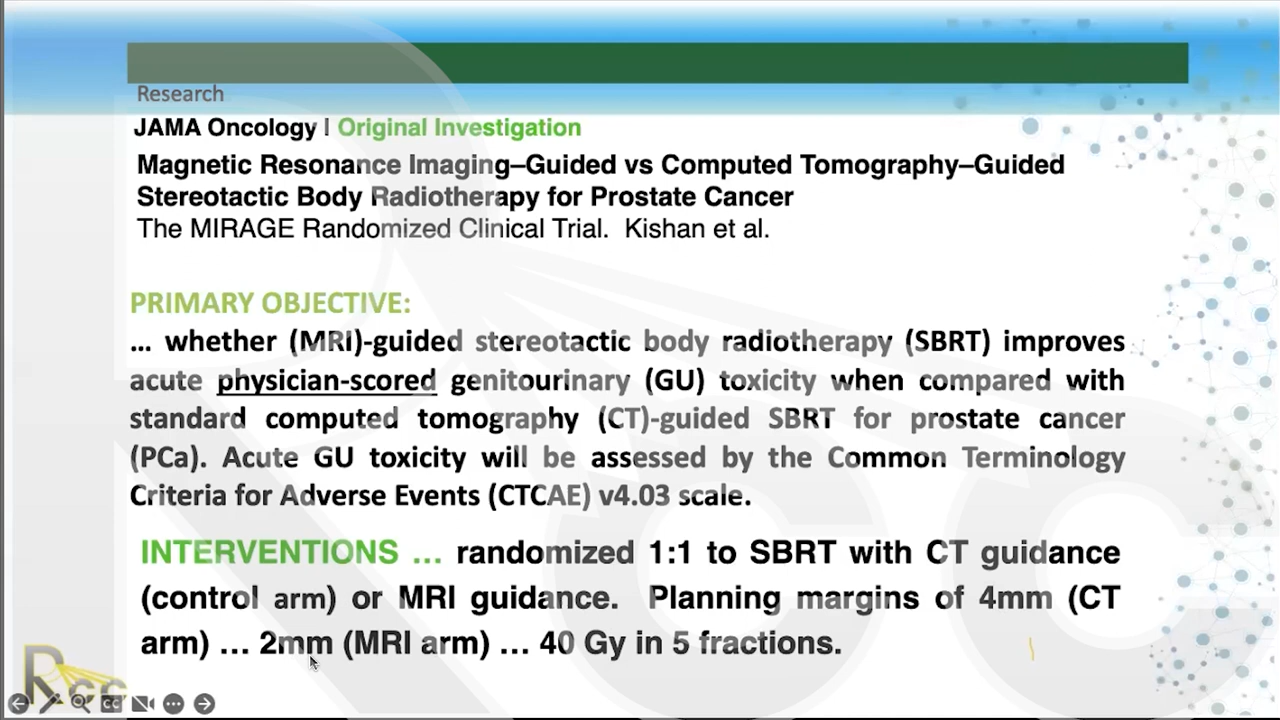 Research
JAMA Oncology | Original Investigation
Magnetic Resonance Imaging–Guided vs Computed Tomography–Guided
Stereotactic Body Radiotherapy for Prostate Cancer
The MIRAGE Randomized Clinical Trial. Kishan et al.
PRIMARY OBJECTIVE:
... whether (MRI)-guided stereotactic body radiotherapy (SBRT) improves
acute physician-scored genitourinary (GU) toxicity when compared with
standard computed tomography (CT)-guided SBRT for prostate cancer
(PCa). Acute GU toxicity will be assessed by the Common Terminology
Criteria for Adverse Events (CTCAE) v4.03 scale.
INTERVENTIONS ... randomized 1:1 to SBRT with CT guidance
(control arm) or MRI guidance. Planning margins of 4mm (CT
arm) ... 2mm (MRI arm) ... 40 Gy in 5 fractions.
Rcc
CC